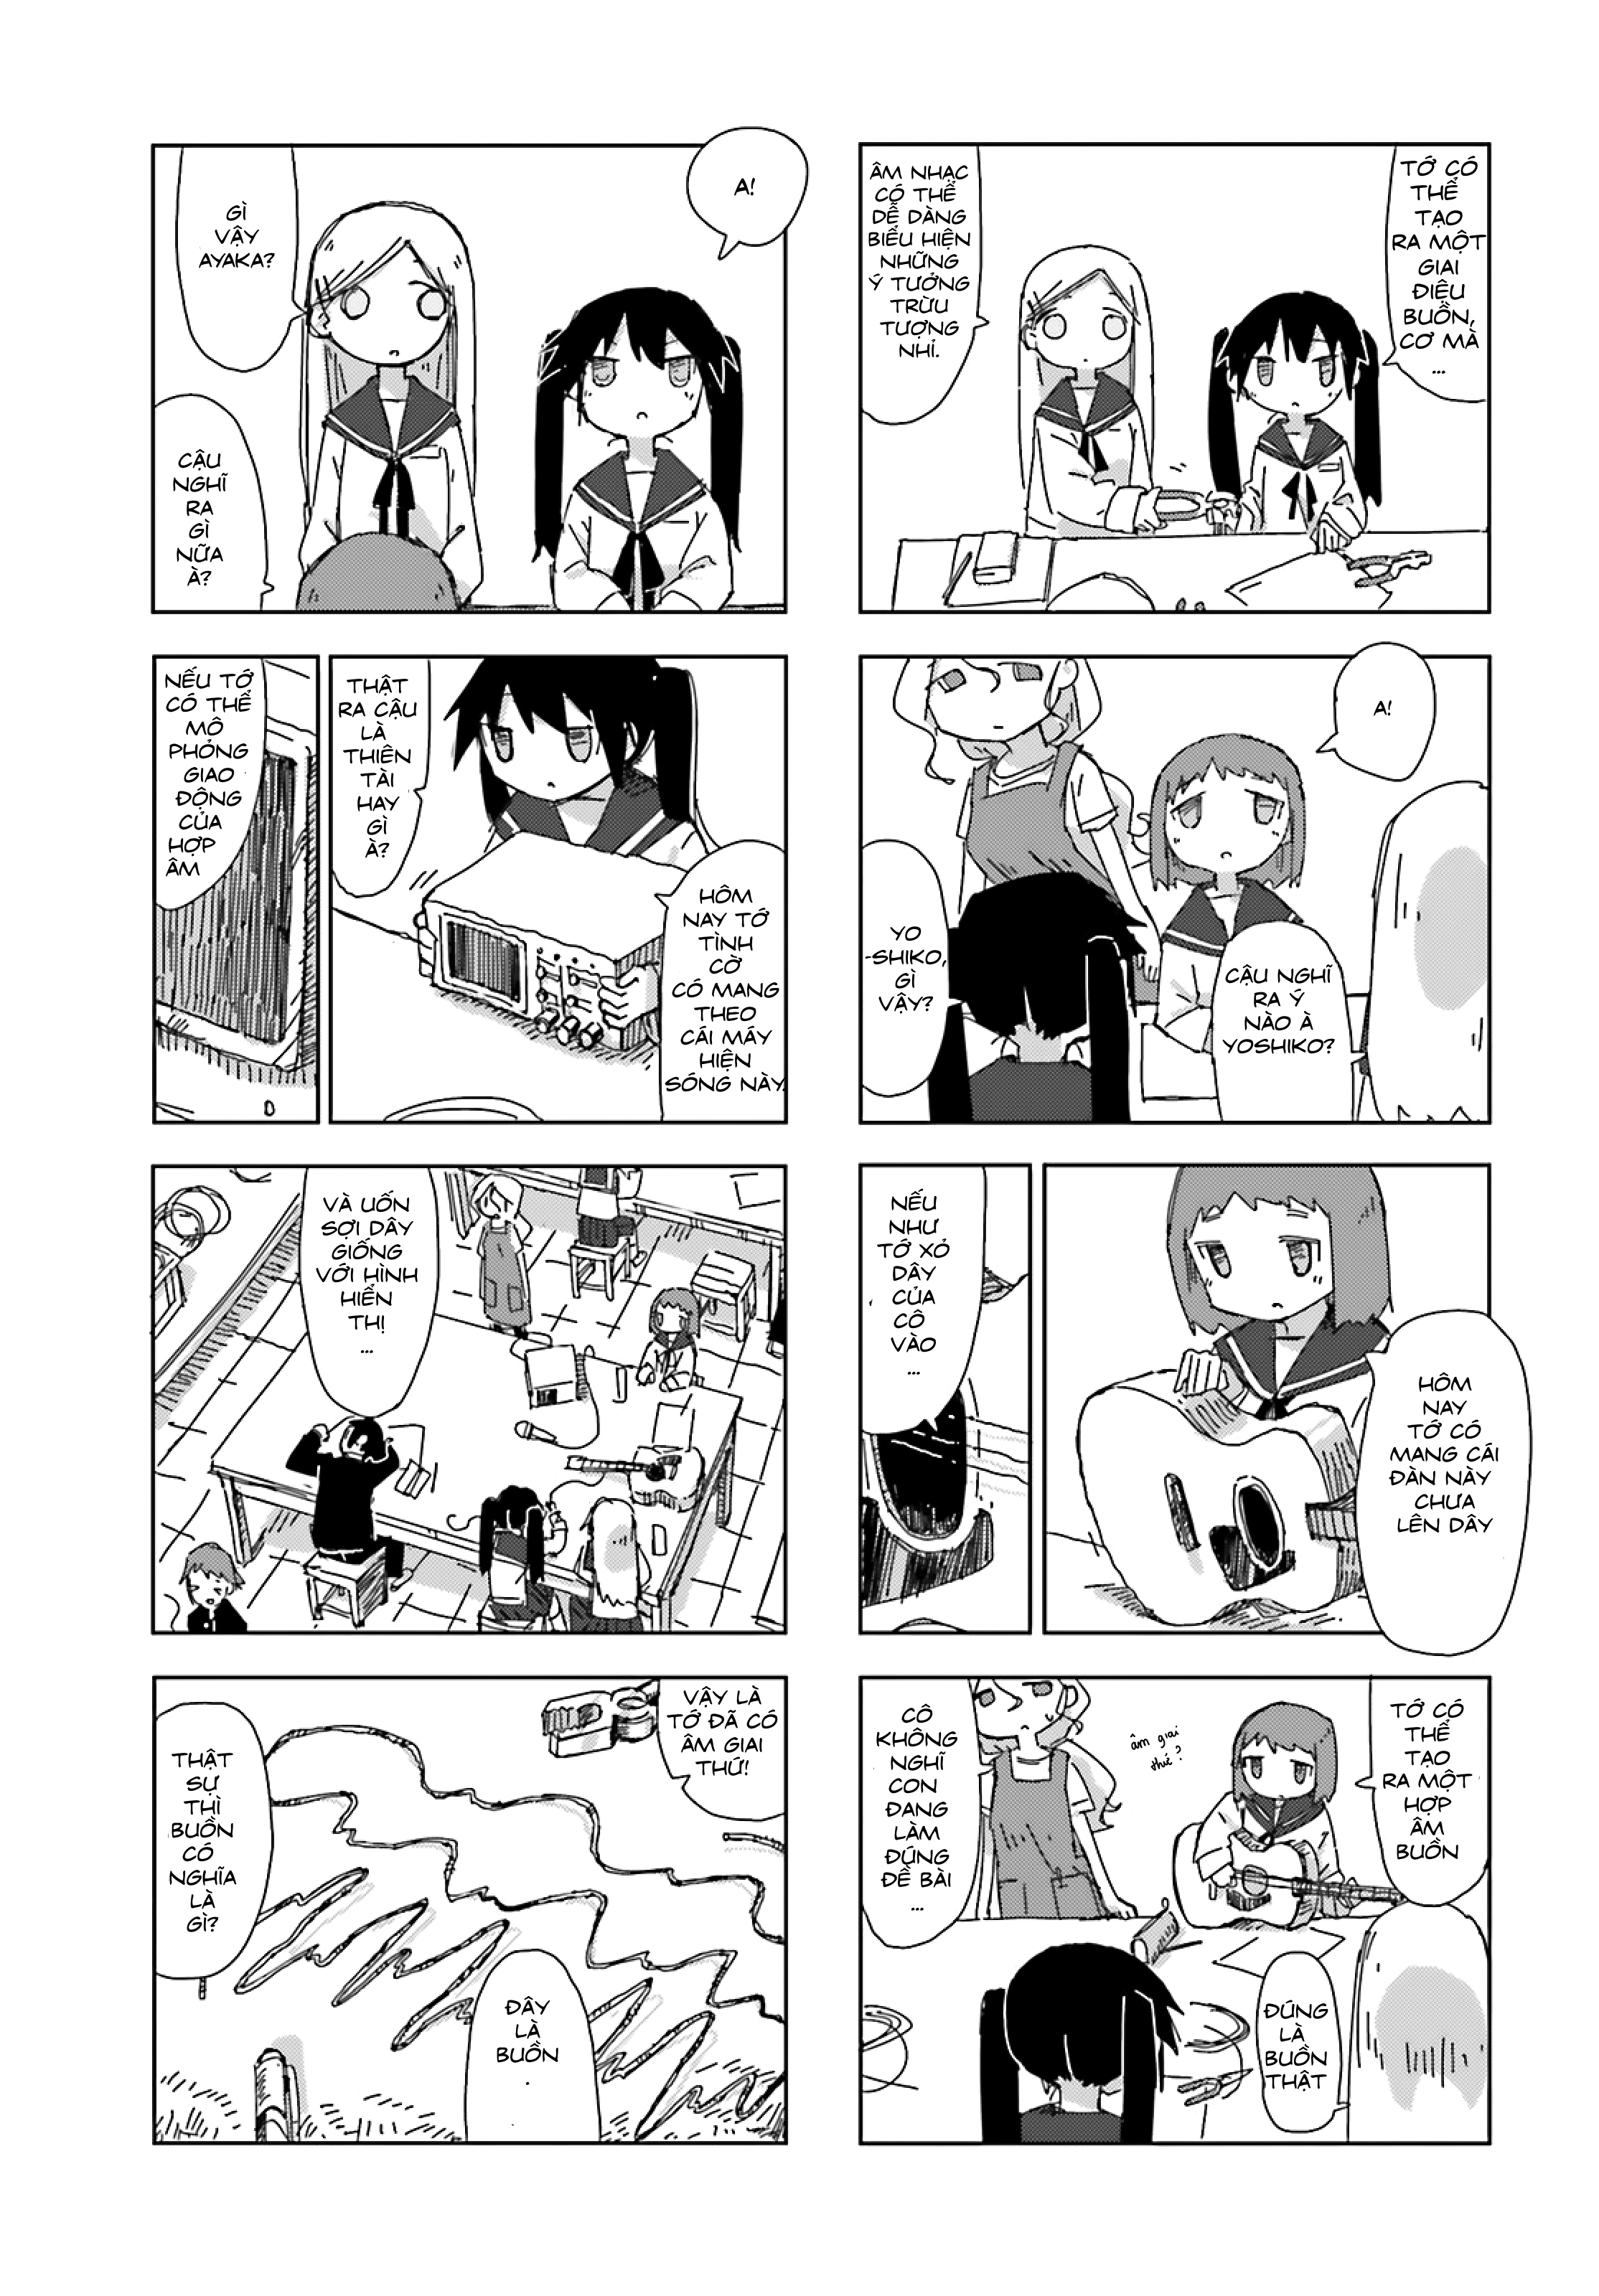 TỚ CÓ
THỂ
TẠO
RA MỘT
GIAI
ĐIỆU
BUỒN,
CƠ MÀ
...
ÂM NHẠC
CÓ THỂ
DỄ DÀNG
BIỂU HIỆN
NHỮNG
Ý TƯỞNG
TRỪU
TƯỢNG
NHỈ.
A!
YO
-SHIKO,
GÌ
VẬY?
CẬU NGHĨ
RA Ý
NÀO À
YOSHIKO?
HÔM
NAY
TỚ CÓ
MANG CÁI
ĐÀN NÀY
CHƯA
LÊN DÂY
NẾU
NHƯ
TỚ XỎ
DÂY
CỦA
CÔ
VÀO
...
TỚ CÓ
THỂ
TẠO
RA MỘT
HỢP
ÂM
BUỒN
âm giai
thứ?
CÔ
KHÔNG
NGHĨ
CON
ĐANG
LÀM
ĐÚNG
ĐỀ BÀI
...
ĐÚNG
LÀ
BUỒN
THẬT
A!
GÌ
VẬY
AYAKA?
CẬU
NGHĨ
RA
GÌ
NỮA
À?
HÔM
NAY TỚ
TÌNH
CỜ
CÓ MANG
THEO
CÁI MÁY
HIỆN
SÓNG NÀY.
THẬT
RA CẬU
LÀ
THIÊN
TÀI
HAY
GÌ
À?
NẾU TỚ
CÓ THỂ
MÔ
PHỎNG
GIAO
ĐỘNG
CỦA
HỢP
ÂM
VÀ UỐN
SỢI DÂY
GIỐNG
VỚI HÌNH
HIỂN
THỊ
...
VẬY LÀ
TỚ ĐÃ CÓ
ÂM GIAI
THỨ!
ĐÂY
LÀ
BUỒN
.
THẬT
SỰ
THÌ
BUỒN
CÓ
NGHĨA
LÀ
GÌ?